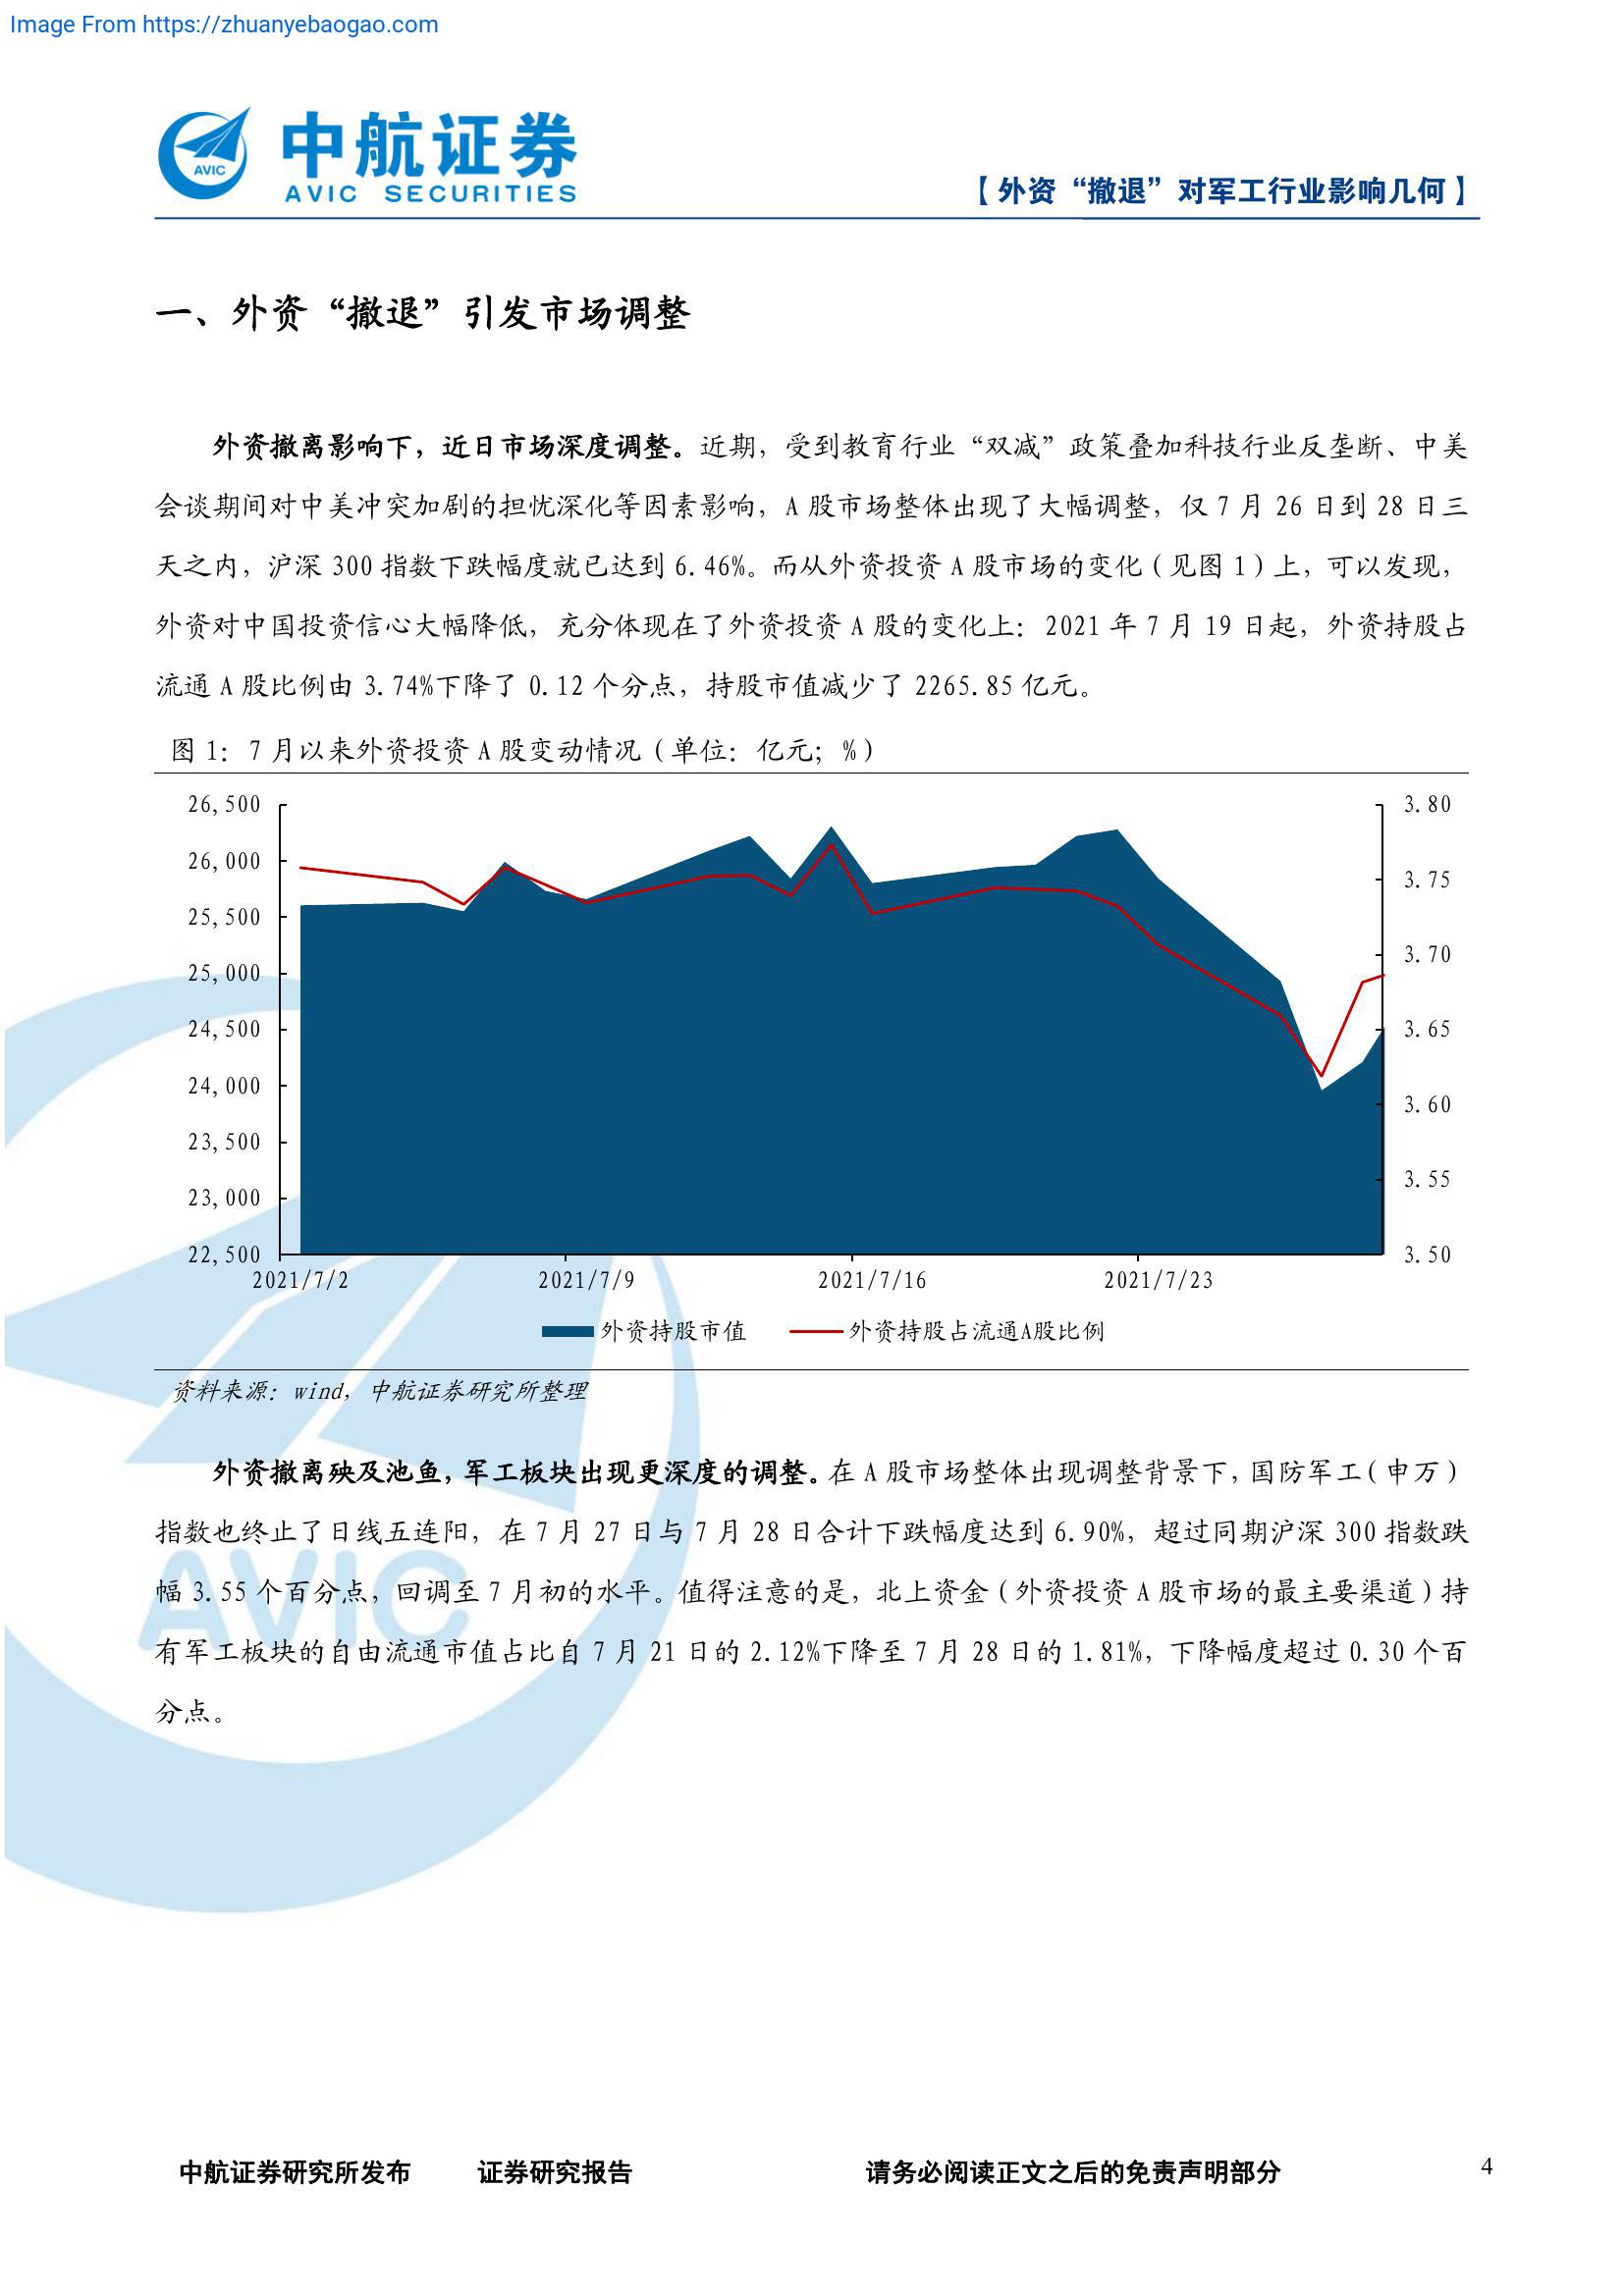 Image From https://zhuanyebaogao.com
中航证券
AVIC SECURITIES
AVIC
【外资“撤退”对军工行业影响几何】
一、外资“撤退”引发市场调整
外资撤离影响下，近日市场深度调整。近期，受到教育行业“双减”政策叠加科技行业反垄断、中美
会谈期间对中美冲突加剧的担忧深化等因素影响，A 股市场整体出现了大幅调整，仅 7 月 26 日到 28 日三
天之内，沪深 300 指数下跌幅度就已达到 6.46%。而从外资投资 A 股市场的变化（见图 1）上，可以发现，
外资对中国投资信心大幅降低，充分体现在了外资投资 A 股的变化上：2021 年 7 月 19 日起，外资持股占
流通 A 股比例由 3.74%下降了 0.12 个分点，持股市值减少了 2265.85 亿元。
图 1：7 月以来外资投资 A 股变动情况（单位：亿元；%）
26,500
26,000
25,500
25,000
24,500
24,000
23,500
23,000
22,500
3.80
3.75
3.70
3.65
3.60
3.55
3.50
2021/7/2 2021/7/9 2021/7/16 2021/7/23
外资持股市值 外资持股占流通A股比例
资料来源：wind，中航证券研究所整理
外资撤离殃及池鱼，军工板块出现更深度的调整。在 A 股市场整体出现调整背景下，国防军工（申万）
指数也终止了日线五连阳，在 7 月 27 日与 7 月 28 日合计下跌幅度达到 6.90%，超过同期沪深 300 指数跌
幅 3.55 个百分点，回调至 7 月初的水平。值得注意的是，北上资金（外资投资 A 股市场的最主要渠道）持
有军工板块的自由流通市值占比自 7 月 21 日的 2.12%下降至 7 月 28 日的 1.81%，下降幅度超过 0.30 个百
分点。
AVIC
中航证券研究所发布 证券研究报告 请务必阅读正文之后的免责声明部分 4